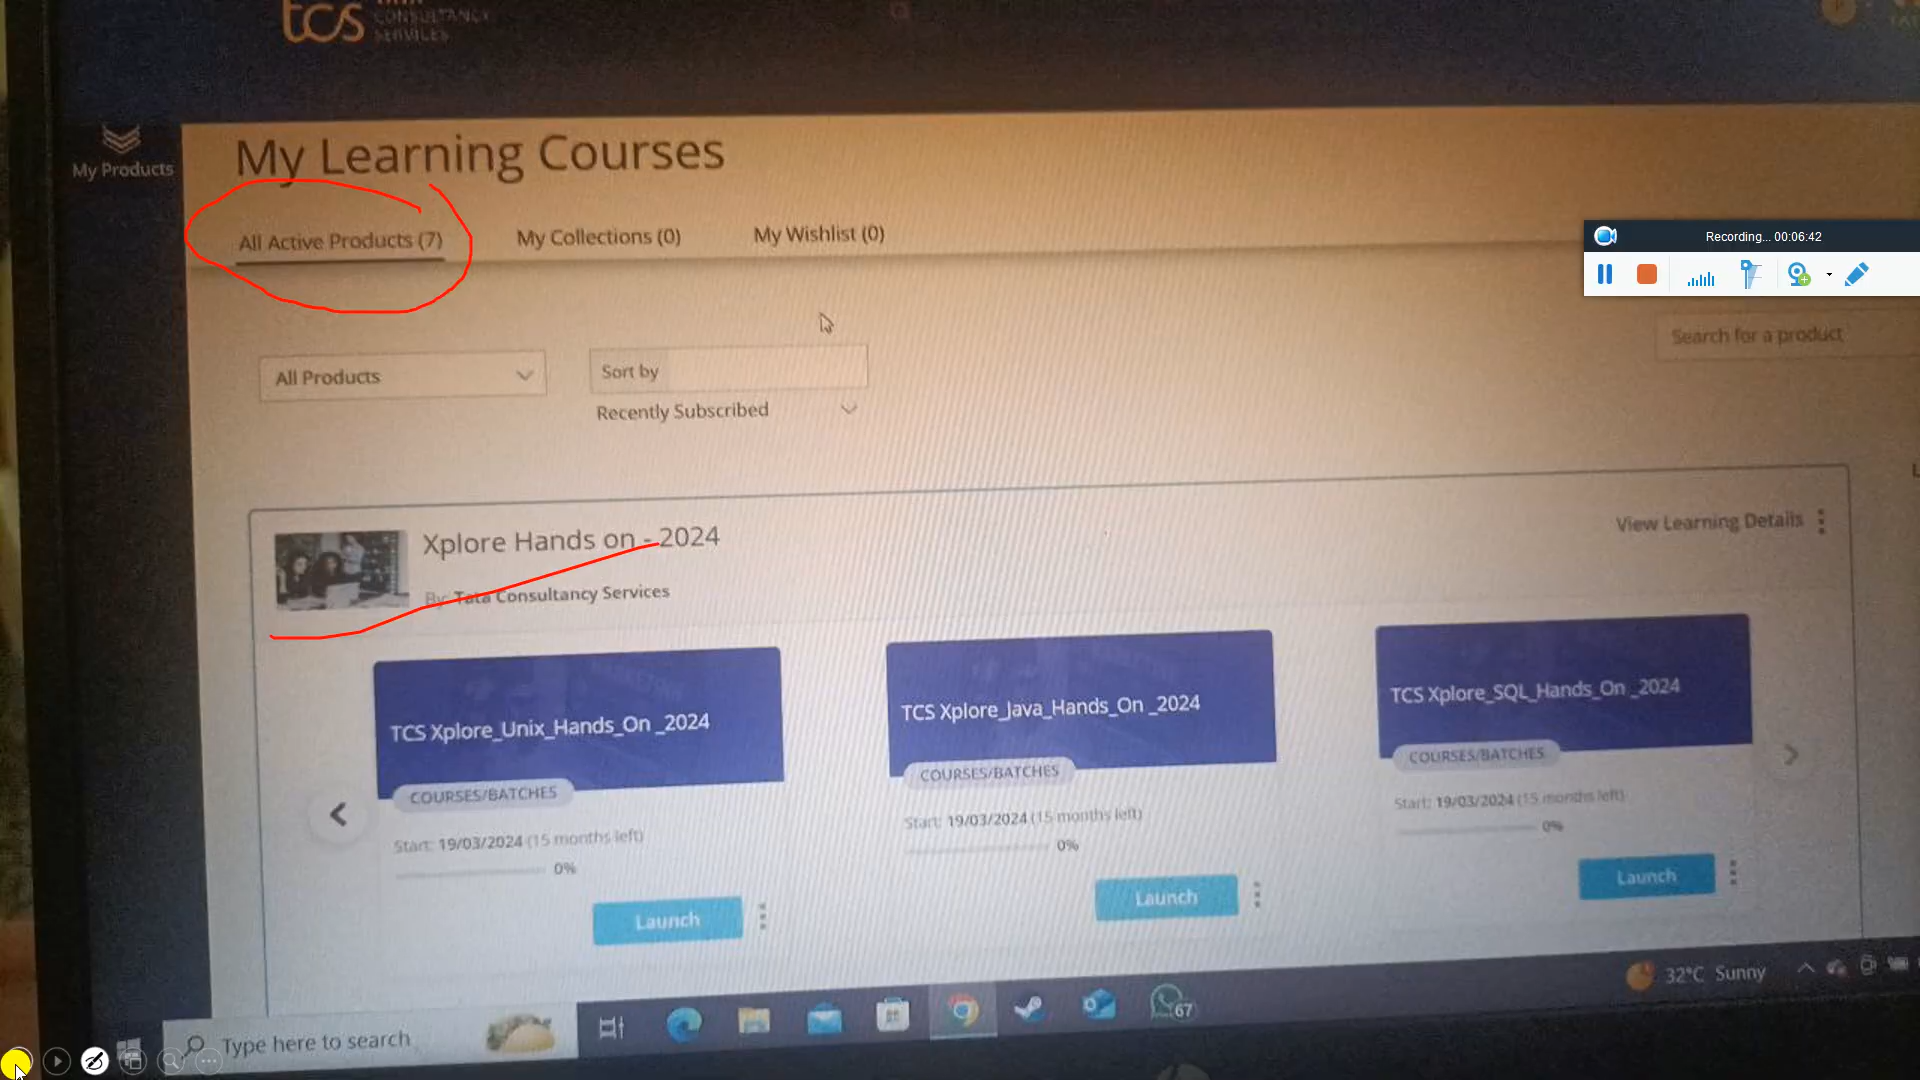 tcs CONSULTANCY
SERVICES
My Products
My Learning Courses
All Active Products (7)
My Collections (0)
My Wishlist (0)
Recording... 00:06:42
All Products
Sort by
Recently Subscribed
Search for a product
Xplore Hands on - 2024
By: Tata Consultancy Services
View Learning Details
TCS Xplore_Unix_Hands_On _2024
COURSES/BATCHES
Start: 19/03/2024 (15 months left)
0%
Launch
TCS Xplore_Java_Hands_On _2024
COURSES/BATCHES
Start: 19/03/2024 (15 months left)
0%
Launch
TCS Xplore_SQL_Hands_On _2024
COURSES/BATCHES
Start: 19/03/2024 (15 months left)
0%
Launch
Type here to search
67
32°C Sunny